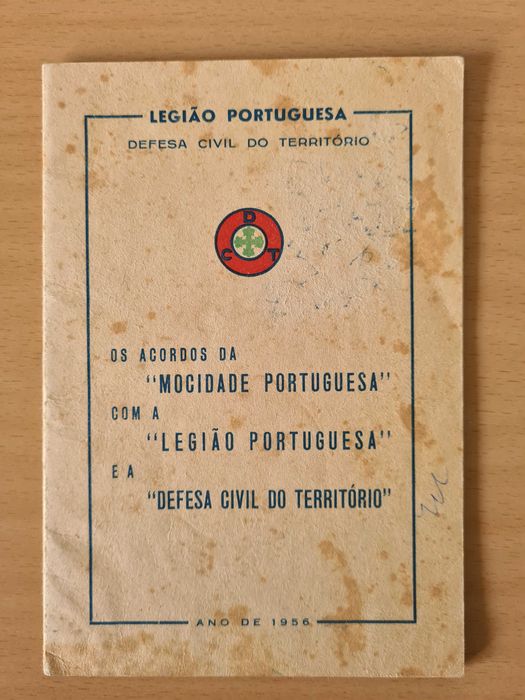 LEGIÃO PORTUGUESA
DEFESA CIVIL DO TERRITÓRIO
D
C T
OS ACORDOS DA
"MOCIDADE PORTUGUESA"
COM A
"LEGIÃO PORTUGUESA"
E A
"DEFESA CIVIL DO TERRITÓRIO"
ANO DE 1956